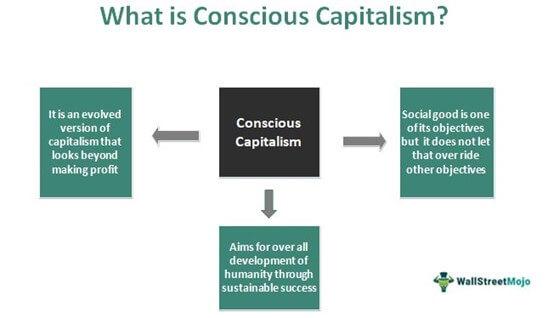 What is Conscious Capitalism?
It is an evolved
version of
capitalism that
looks beyond
making profit
Conscious
Capitalism
Social good is one
of its objectives
but it does not let
that over ride
other objectives
Aims for over all
development of
humanity through
sustainable success
WallStreetMojo